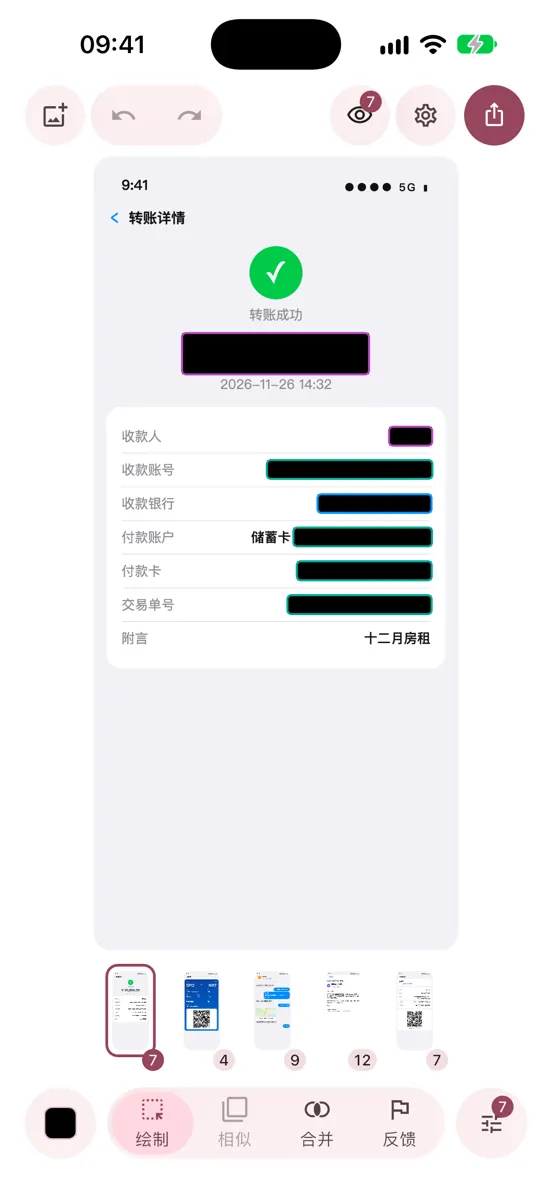 09:41
7
9:41
5G
转账详情
转账成功
2026-11-26 14:32
收款人
收款账号
收款银行
付款账户 储蓄卡
付款卡
交易单号
附言 十二月房租
7
4
9
12
7
绘制
相似
合并
反馈
7